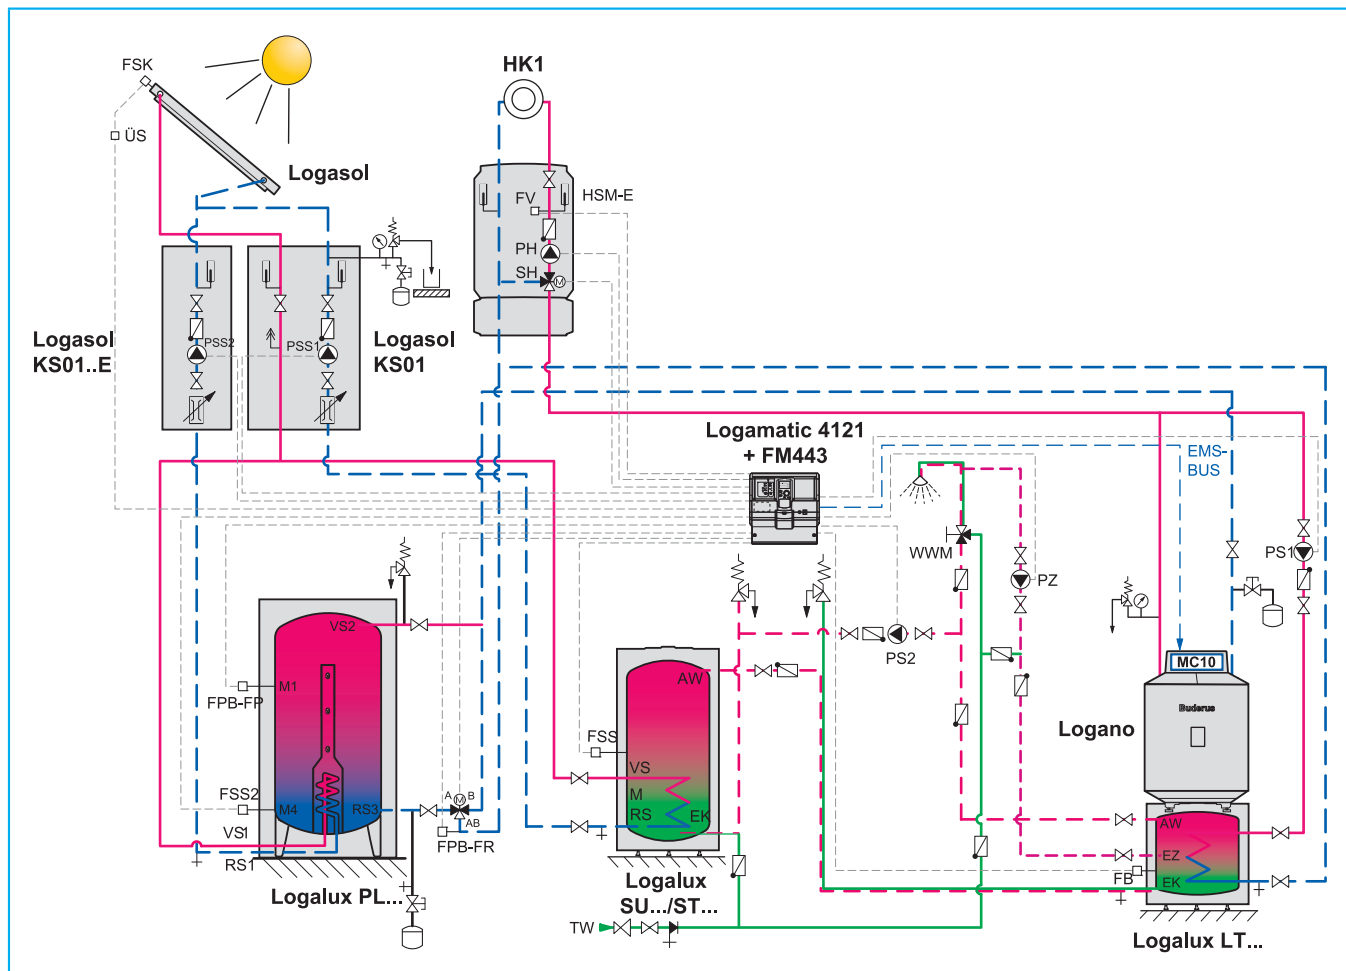 FSK
HK1
ÜS
Logasol
FV
HSM-E
PH
SH
M
Logasol
KS01..E
PSS2
PSS1
Logasol
KS01
Logamatic 4121
+ FM443
EMS-
BUS
WWM
PS1
PZ
VS2
PS2
MC10
AW
M1
FPB-FP
Buderus
Logano
FSS
VS
FSS2
M
A
M
B
M4
RS3
RS
EK
AB
VS1
FPB-FR
AW
EZ
RS1
FB
EK
Logalux PL...
Logalux
SU.../ST...
TW
Logalux LT...